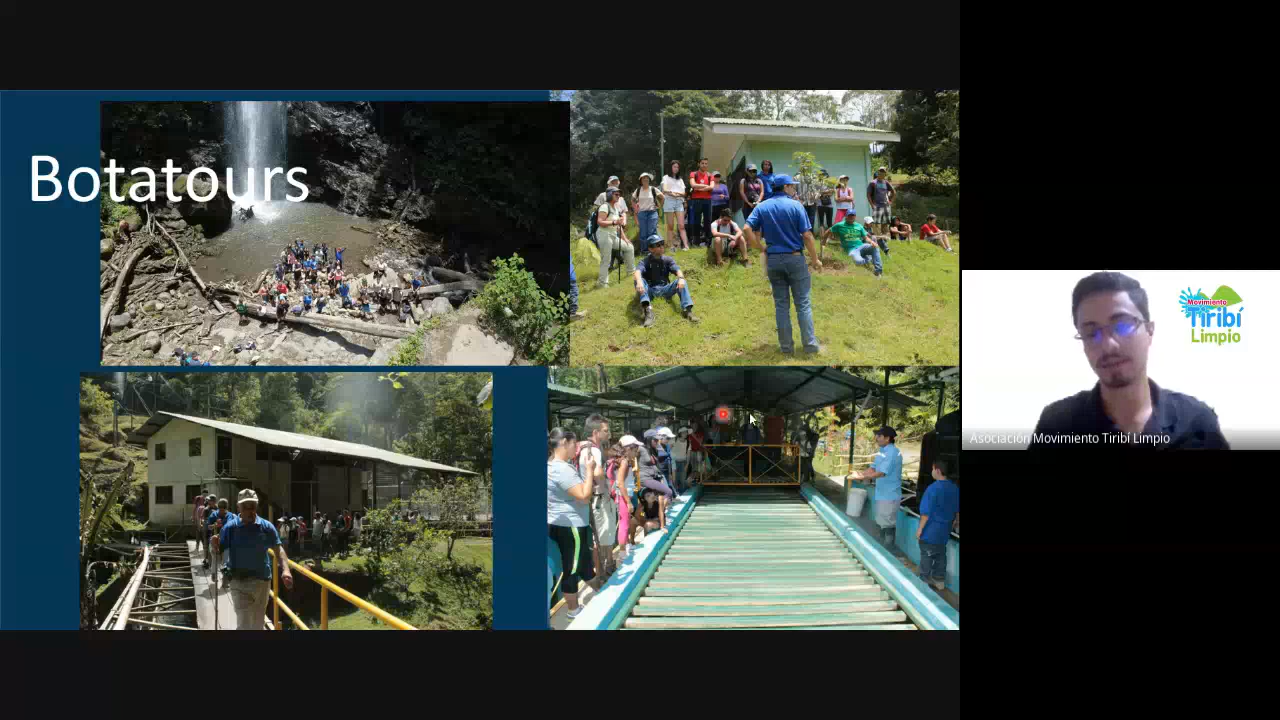 Botatours
Movimiento
Tiribí
Limpio
Asociación Movimiento Tiribí Limpio